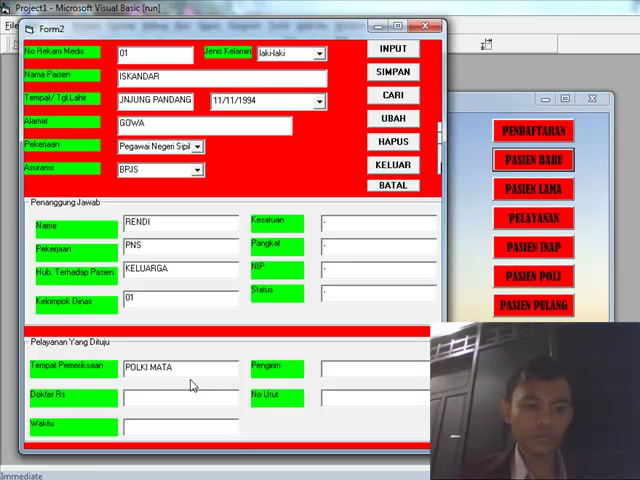 Project1 - Microsoft Visual Basic [run]
Form2
No Rekam Medis 01 Jenis Kelamin laki-laki
Nama Paisen ISKANDAR
Tempat/ Tgl.Lahii UNJUNG PANDANG 11/11/1994
Alamat GOWA
Pekerjaan Pegawai Negeri Sipil
Asuransi BPJS
INPUT
SIMPAN
CARI
UBAH
HAPUS
KELUAR
BATAL
Penanggung Jawab
Nama RENDI Kesatuan -
Pekerjaan PNS Pangkat -
Hub. Terhadap Pasien KELUARGA NIP -
Kelompok Dinas 01 Status -
Pelayanan Yang Dituju
Tempat Pemeriksaan POLKI MATA Pengirim
Dokter Rs No Urut
Waktu
PENDAFTARAN
PASIEN BARU
PASIEN LAMA
PELAYANAN
PASIEN INAP
PASIEN POLI
PASIEN PULANG
Immediate